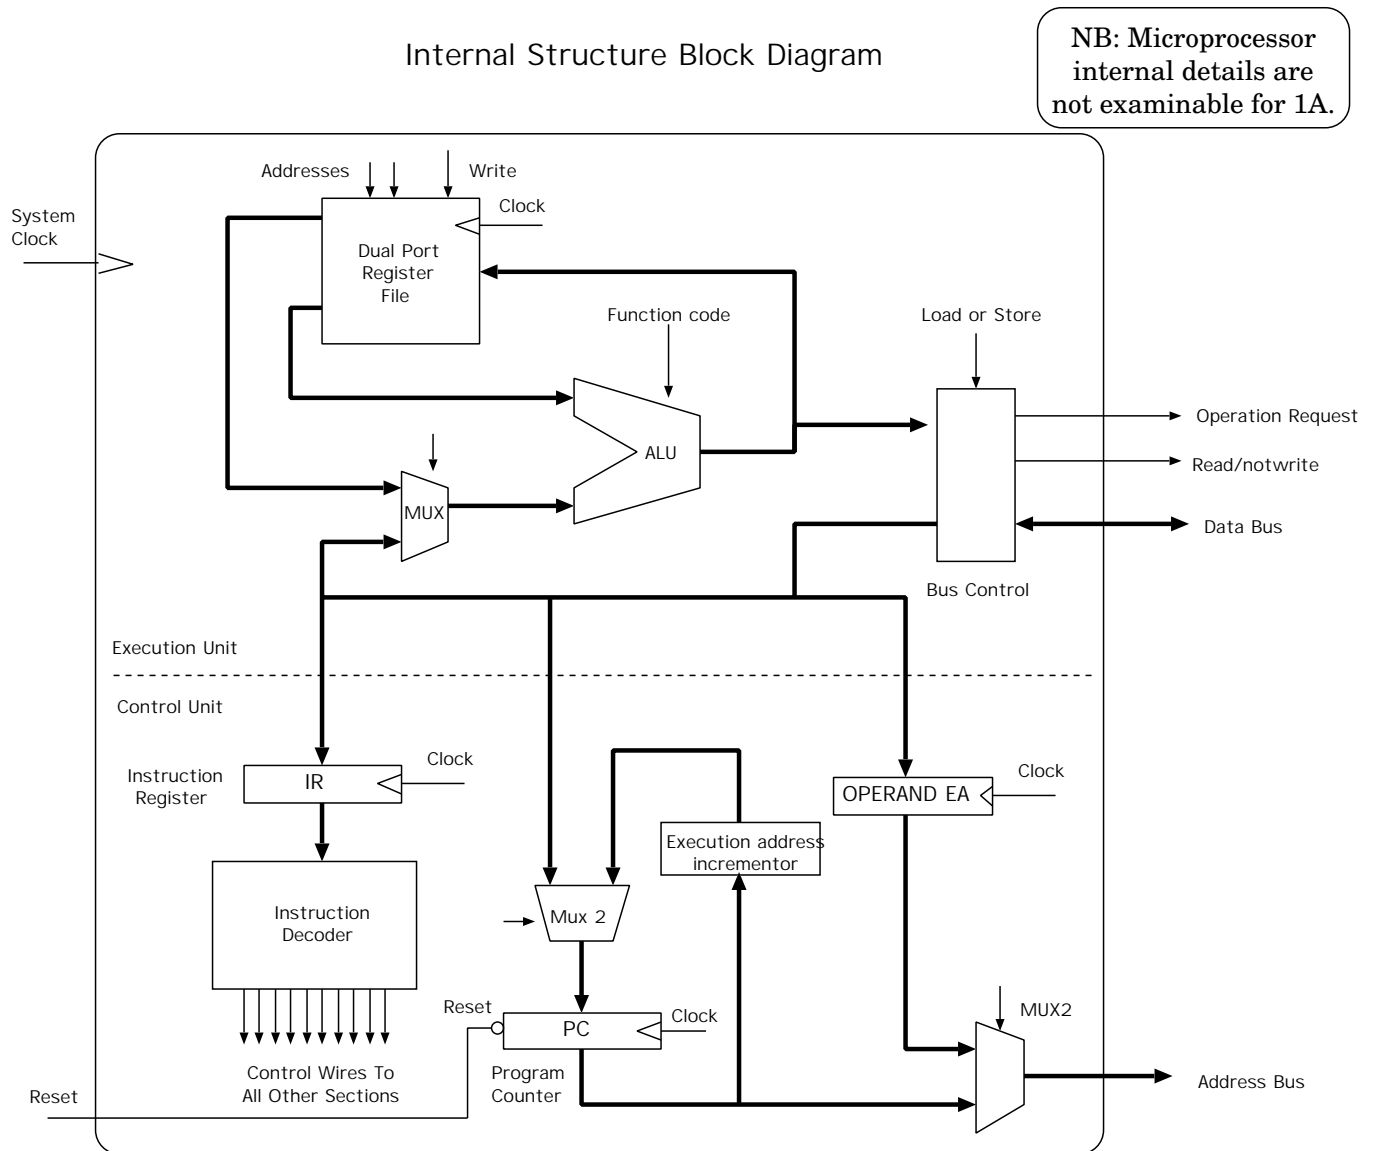 Internal Structure Block Diagram
NB: Microprocessor
internal details are
not examinable for 1A.
Addresses
Write
System
Clock
Clock
Dual Port
Register
File
Function code
Load or Store
Operation Request
ALU
Read/notwrite
MUX
Data Bus
Bus Control
Execution Unit
Control Unit
Instruction
Register
IR
Clock
Clock
OPERAND EA
Execution address
incrementor
Instruction
Decoder
Mux 2
Reset
PC
Clock
MUX2
Program
Counter
Control Wires To
All Other Sections
Reset
Address Bus